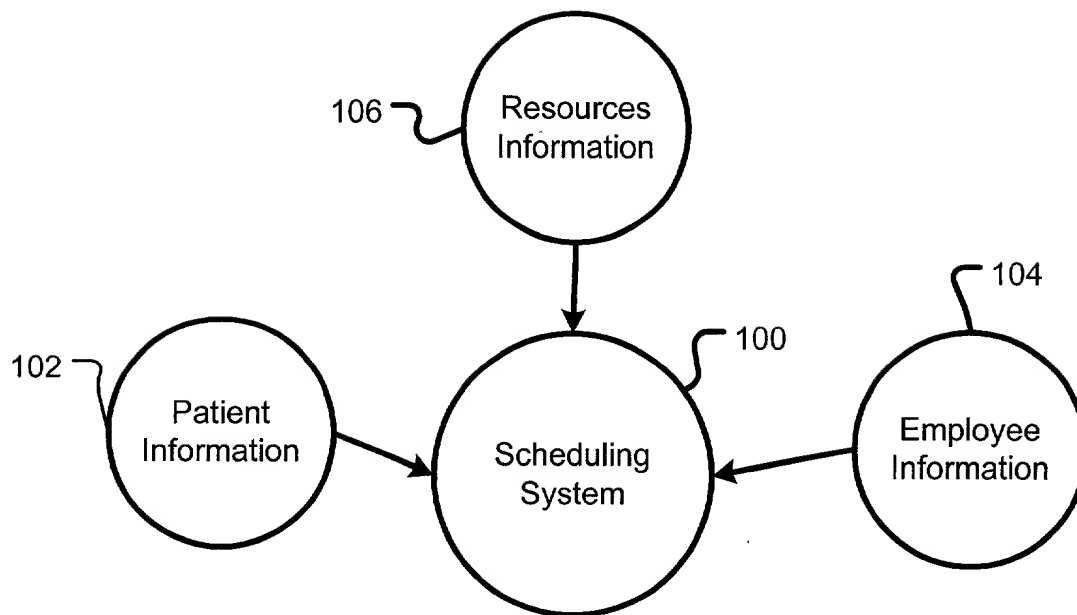 106
Resources
Information
104
100
102
Patient
Information
Scheduling
System
Employee
Information